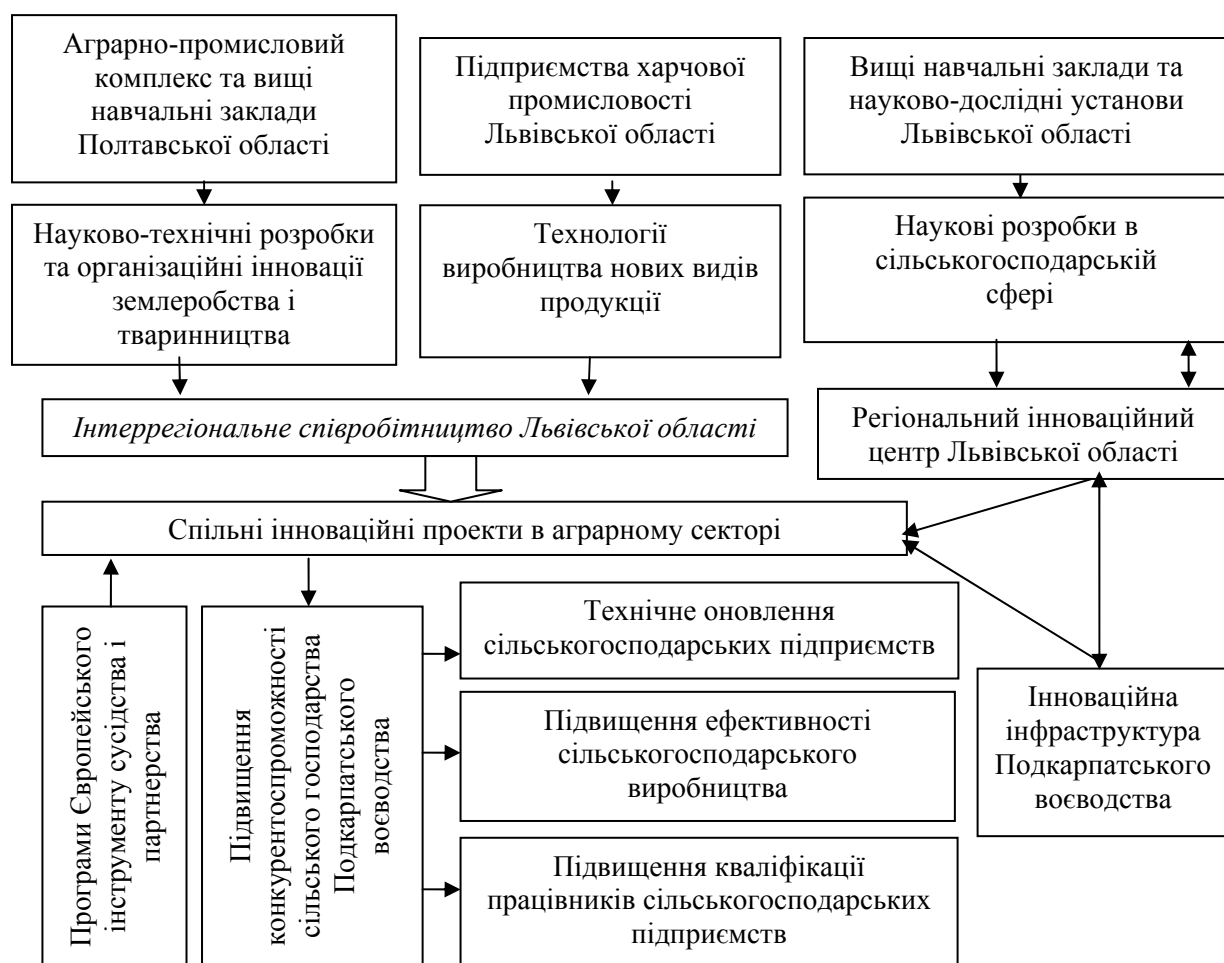 Аграрно-промисловий
комплекс та вищі
навчальні заклади
Полтавської області
Підприємства харчової
промисловості
Львівської області
Вищі навчальні заклади та
науково-дослідні установи
Львівської області
Науково-технічні розробки
та організаційні інновації
землеробства і
тваринництва
Технології
виробництва нових видів
продукції
Наукові розробки в
сільськогосподарській
сфері
Інтеррегіональне співробітництво Львівської області
Регіональний інноваційний
центр Львівської області
Спільні інноваційні проекти в аграрному секторі
Програми Європейського
інструменту сусідства і
партнерства
Підвищення
конкурентоспроможності
сільського господарства
Подкарпатського
воєводства
Технічне оновлення
сільськогосподарських підприємств
Підвищення ефективності
сільськогосподарського
виробництва
Підвищення кваліфікації
працівників сільськогосподарських
підприємств
Інноваційна
інфраструктура
Подкарпатського
воєводства